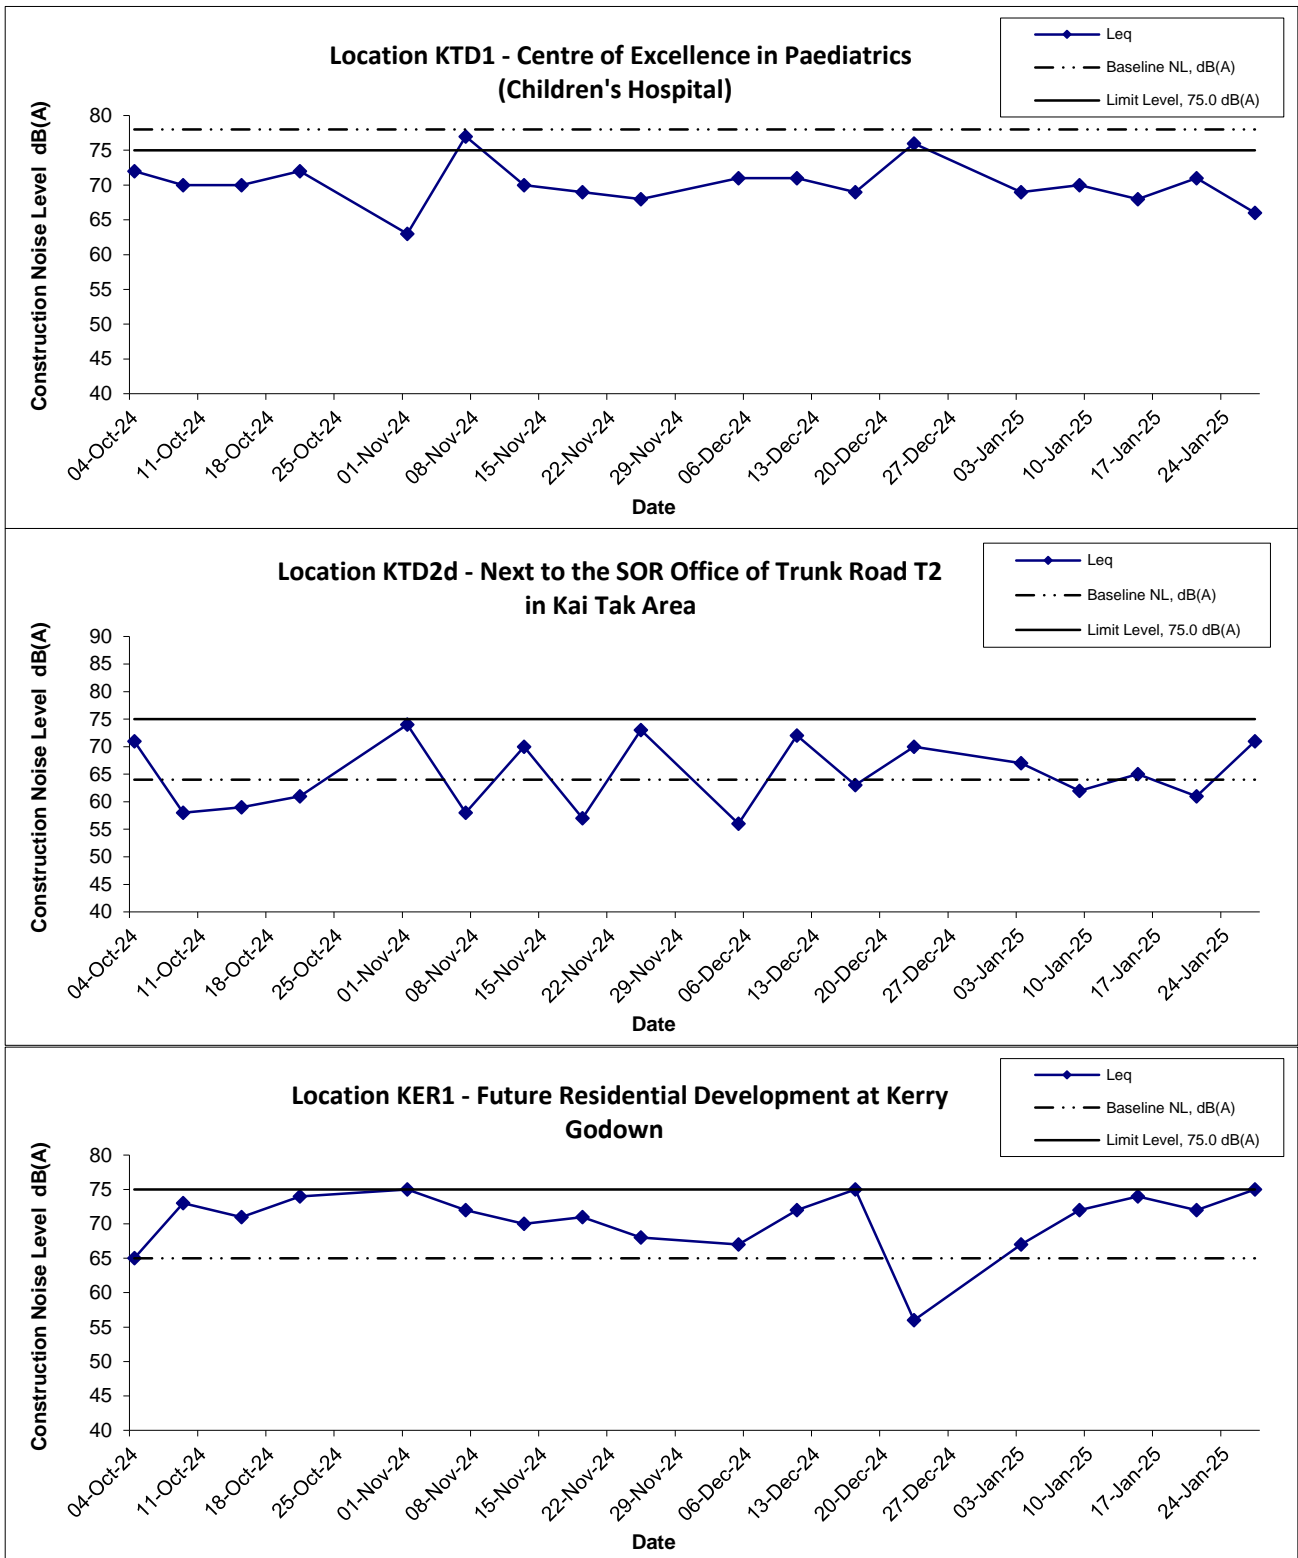 Location KTD1 - Centre of Excellence in Paediatrics
(Children's Hospital)
Leq
Baseline NL, dB(A)
Limit Level, 75.0 dB(A)
Construction Noise Level dB(A)
80
75
70
65
60
55
50
45
40
04-Oct-24
11-Oct-24
18-Oct-24
25-Oct-24
01-Nov-24
08-Nov-24
15-Nov-24
22-Nov-24
29-Nov-24
06-Dec-24
13-Dec-24
20-Dec-24
27-Dec-24
03-Jan-25
10-Jan-25
17-Jan-25
24-Jan-25
Date
Location KTD2d - Next to the SOR Office of Trunk Road T2
in Kai Tak Area
Leq
Baseline NL, dB(A)
Limit Level, 75.0 dB(A)
Construction Noise Level dB(A)
90
85
80
75
70
65
60
55
50
45
40
04-Oct-24
11-Oct-24
18-Oct-24
25-Oct-24
01-Nov-24
08-Nov-24
15-Nov-24
22-Nov-24
29-Nov-24
06-Dec-24
13-Dec-24
20-Dec-24
27-Dec-24
03-Jan-25
10-Jan-25
17-Jan-25
24-Jan-25
Date
Location KER1 - Future Residential Development at Kerry
Godown
Leq
Baseline NL, dB(A)
Limit Level, 75.0 dB(A)
Construction Noise Level dB(A)
80
75
70
65
60
55
50
45
40
04-Oct-24
11-Oct-24
18-Oct-24
25-Oct-24
01-Nov-24
08-Nov-24
15-Nov-24
22-Nov-24
29-Nov-24
06-Dec-24
13-Dec-24
20-Dec-24
27-Dec-24
03-Jan-25
10-Jan-25
17-Jan-25
24-Jan-25
Date